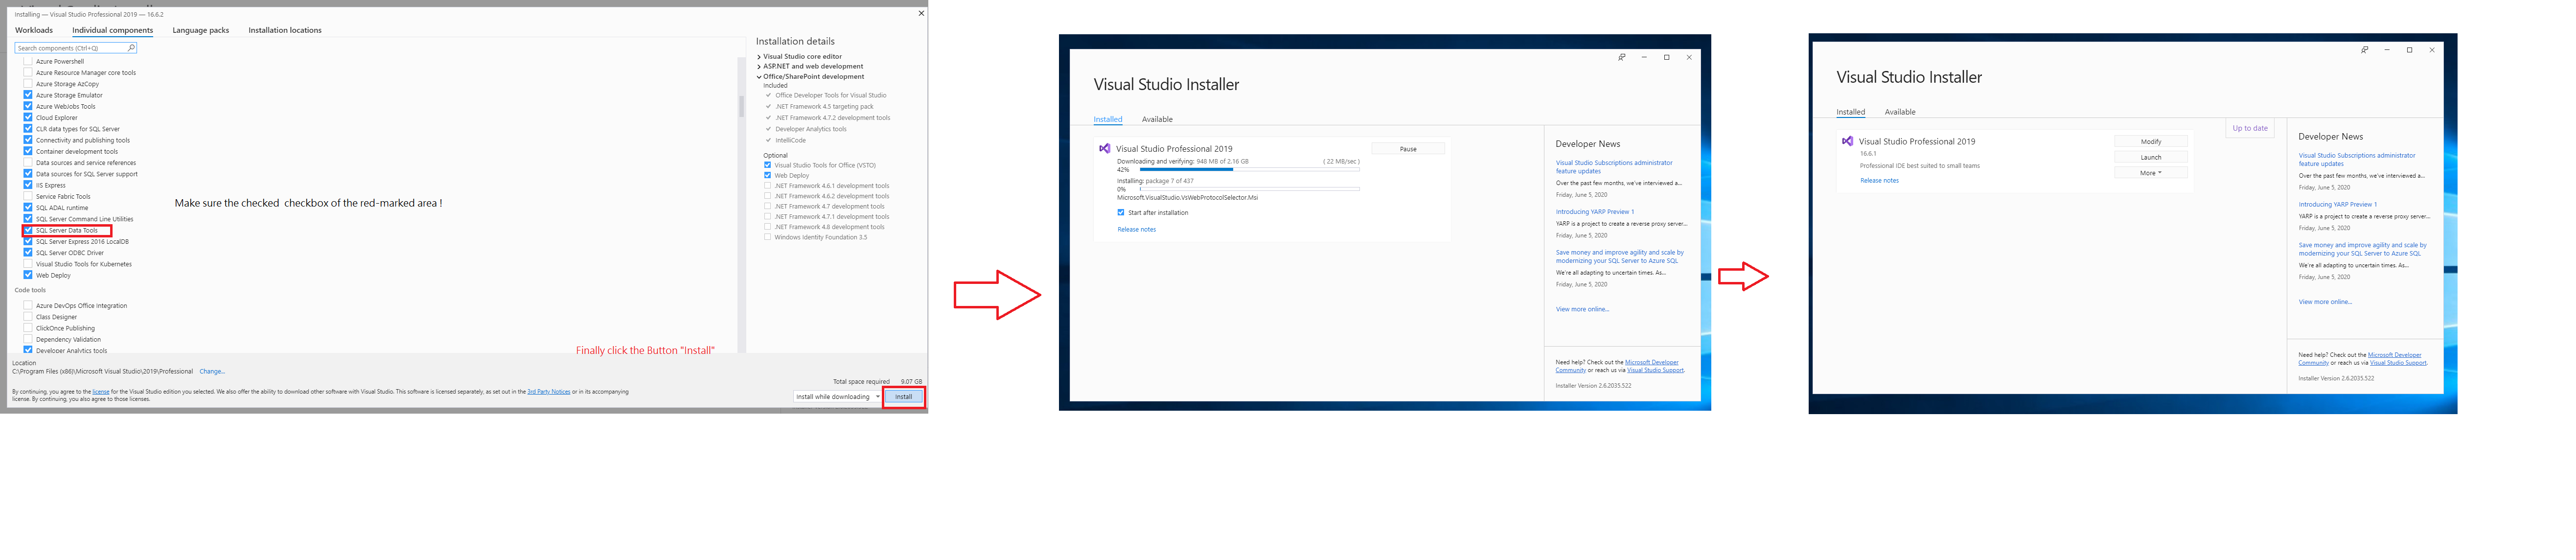 Installing — Visual Studio Professional 2019 — 16.6.2
Workloads
Individual components
Language packs
Installation locations
Search components (Ctrl+Q)
Azure Powershell
Azure Resource Manager core tools
Azure Storage AzCopy
Azure Storage Emulator
Azure WebJobs Tools
Cloud Explorer
CLR data types for SQL Server
Connectivity and publishing tools
Container development tools
Data sources and service references
Data sources for SQL Server support
IIS Express
Service Fabric Tools
SQL ADAL runtime
SQL Server Command Line Utilities
SQL Server Data Tools
SQL Server Express 2016 LocalDB
SQL Server ODBC Driver
Visual Studio Tools for Kubernetes
Web Deploy
Code tools
Azure DevOps Office Integration
Class Designer
ClickOnce Publishing
Dependency Validation
Developer Analytics tools
Make sure the checked checkbox of the red-marked area !
Finally click the Button "Install"
Installation details
Visual Studio core editor
ASP.NET and web development
Office/SharePoint development
Included
Office Developer Tools for Visual Studio
.NET Framework 4.5 targeting pack
.NET Framework 4.7.2 development tools
Developer Analytics tools
IntelliCode
Optional
Visual Studio Tools for Office (VSTO)
Web Deploy
.NET Framework 4.6.1 development tools
.NET Framework 4.6.2 development tools
.NET Framework 4.7 development tools
.NET Framework 4.7.1 development tools
.NET Framework 4.8 development tools
Windows Identity Foundation 3.5
Location
C:\Program Files (x86)\Microsoft Visual Studio\2019\Professional Change...
Total space required 9.07 GB
By continuing, you agree to the license for the Visual Studio edition you selected. We also offer the ability to download other software with Visual Studio. This software is licensed separately, as set out in the 3rd Party Notices or in its accompanying
license. By continuing, you also agree to those licenses.
Install while downloading
Install
Visual Studio Installer
Installed
Available
Visual Studio Professional 2019
Pause
Downloading and verifying: 948 MB of 2.16 GB ( 22 MB/sec )
42%
Installing: package 7 of 437
0%
Microsoft.VisualStudio.VsWebProtocolSelector.Msi
Start after installation
Release notes
Developer News
Visual Studio Subscriptions administrator
feature updates
Over the past few months, we've interviewed a...
Friday, June 5, 2020
Introducing YARP Preview 1
YARP is a project to create a reverse proxy server...
Friday, June 5, 2020
Save money and improve agility and scale by
modernizing your SQL Server to Azure SQL
We're all adapting to uncertain times. As...
Friday, June 5, 2020
View more online...
Need help? Check out the Microsoft Developer
Community or reach us via Visual Studio Support.
Installer Version 2.6.2035.522
Visual Studio Installer
Installed
Available
Up to date
Visual Studio Professional 2019
16.6.1
Professional IDE best suited to small teams
Release notes
Modify
Launch
More
Developer News
Visual Studio Subscriptions administrator
feature updates
Over the past few months, we've interviewed a...
Friday, June 5, 2020
Introducing YARP Preview 1
YARP is a project to create a reverse proxy server...
Friday, June 5, 2020
Save money and improve agility and scale by
modernizing your SQL Server to Azure SQL
We're all adapting to uncertain times. As...
Friday, June 5, 2020
View more online...
Need help? Check out the Microsoft Developer
Community or reach us via Visual Studio Support.
Installer Version 2.6.2035.522